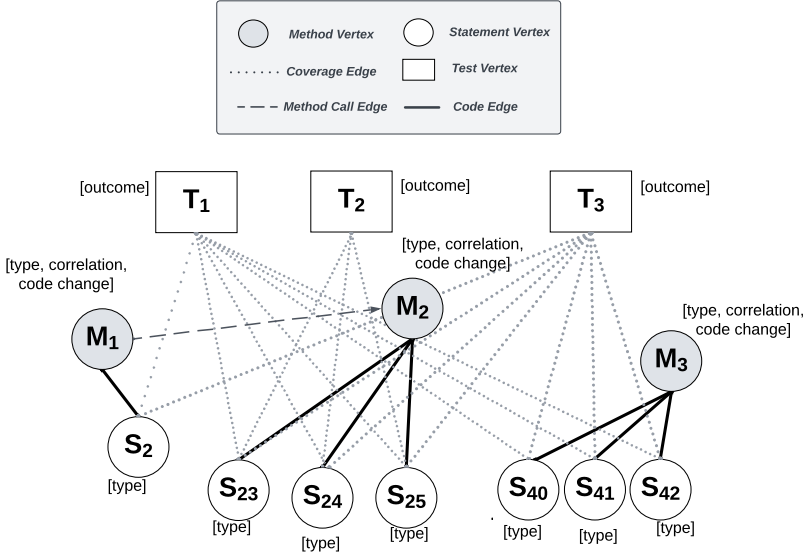 Method Vertex
Statement Vertex
Coverage Edge
Test Vertex
Method Call Edge
Code Edge
[outcome]
T1
T2
[outcome]
T3
[outcome]
[type, correlation,
code change]
[type, correlation,
code change]
M2
M1
[type, correlation,
code change]
M3
S2
[type]
S23
S24
S25
S40
S41
S42
[type]
[type]
[type]
[type]
[type]
[type]